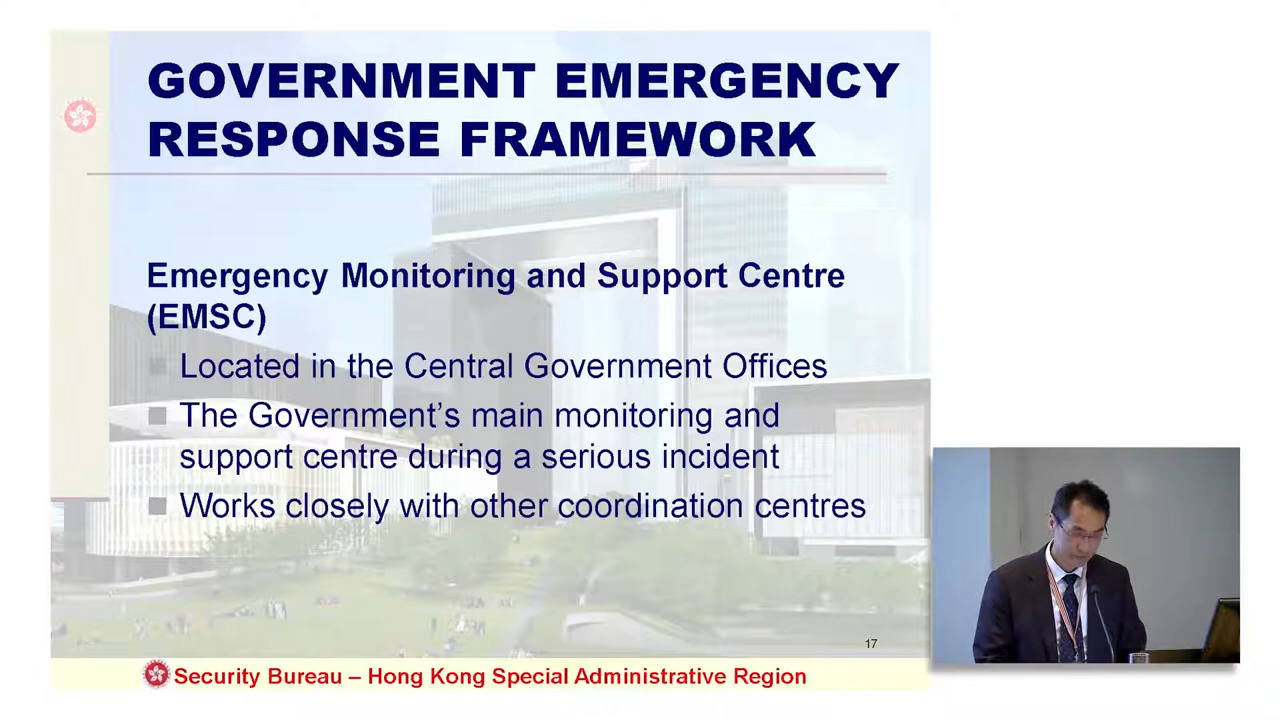 GOVERNMENT EMERGENCY
RESPONSE FRAMEWORK
Emergency Monitoring and Support Centre
(EMSC)
Located in the Central Government Offices
The Government’s main monitoring and
support centre during a serious incident
Works closely with other coordination centres
17
Security Bureau – Hong Kong Special Administrative Region